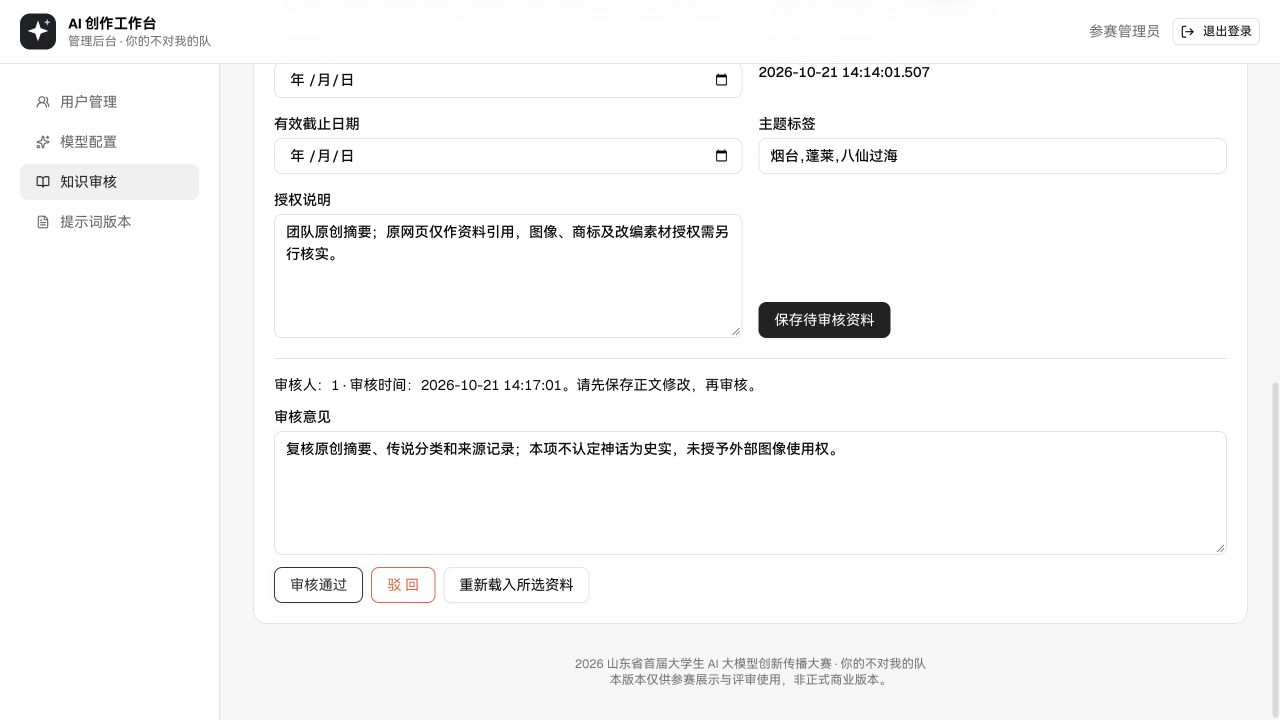 AI 创作工作台
管理后台 · 你的不对我的队
参赛管理员
退出登录
用户管理
模型配置
知识审核
提示词版本
年 /月/日
2026-10-21 14:14:01.507
有效截止日期
主题标签
年 /月/日
烟台,蓬莱,八仙过海
授权说明
团队原创摘要；原网页仅作资料引用，图像、商标及改编素材授权需另
行核实。
保存待审核资料
审核人：1 · 审核时间：2026-10-21 14:17:01。请先保存正文修改，再审核。
审核意见
复核原创摘要、传说分类和来源记录；本项不认定神话为史实，未授予外部图像使用权。
审核通过
驳 回
重新载入所选资料
2026 山东省首届大学生 AI 大模型创新传播大赛 · 你的不对我的队
本版本仅供参赛展示与评审使用，非正式商业版本。